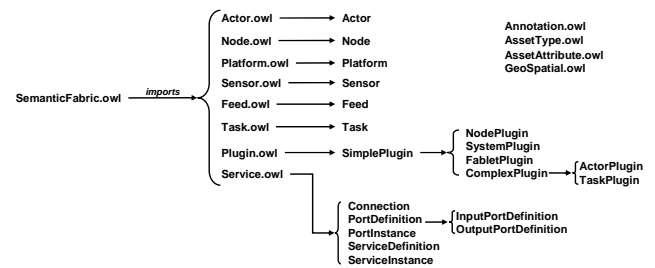 Actor.owl Actor
Node.owl Node
Platform.owl Platform
Sensor.owl Sensor
SemanticFabric.owl imports Feed.owl Feed
Task.owl Task
Plugin.owl SimplePlugin
Service.owl
Annotation.owl
AssetType.owl
AssetAttribute.owl
GeoSpatial.owl
NodePlugin
SystemPlugin
FabletPlugin
ComplexPlugin
ActorPlugin
TaskPlugin
Connection
PortDefinition
PortInstance
ServiceDefinition
ServiceInstance
InputPortDefinition
OutputPortDefinition